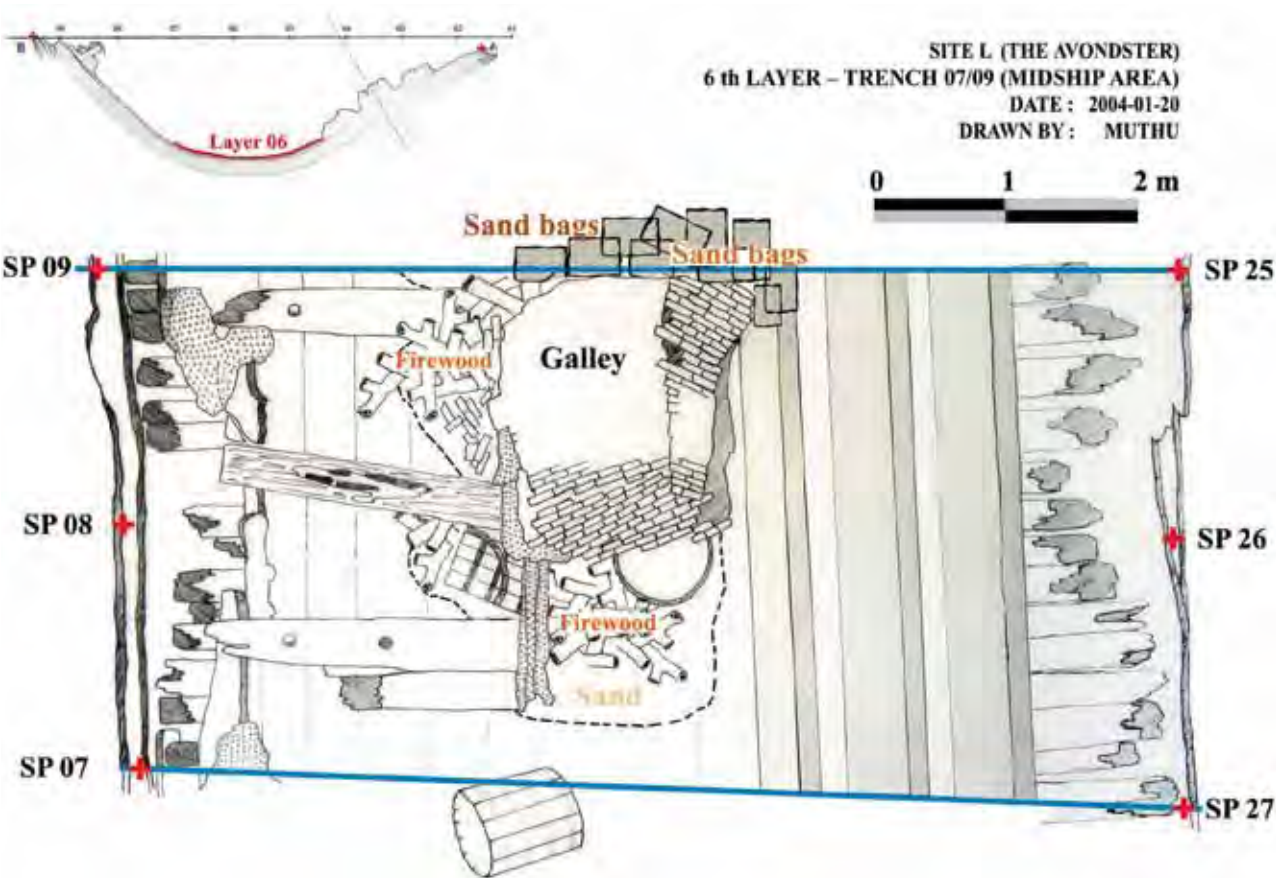 SITE L (THE AVONDSTER)
6 th LAYER – TRENCH 07/09 (MIDSHIP AREA)
DATE : 2004-01-20
DRAWN BY : MUTHU
Layer 06
0 1 2 m
Sand bags
Sand bags
SP 09
SP 25
Firewood
Galley
SP 08
SP 26
Firewood
Sand
SP 07
SP 27